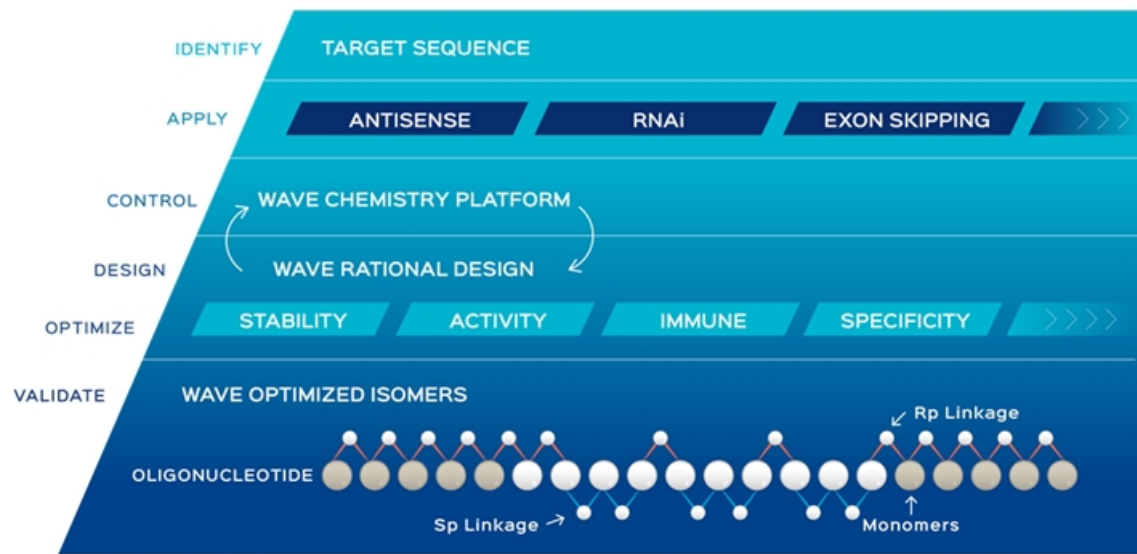 IDENTIFY TARGET SEQUENCE
APPLY ANTISENSE RNAi EXON SKIPPING
CONTROL WAVE CHEMISTRY PLATFORM
DESIGN WAVE RATIONAL DESIGN
OPTIMIZE STABILITY ACTIVITY IMMUNE SPECIFICITY
VALIDATE WAVE OPTIMIZED ISOMERS
Rp Linkage
OLIGONUCLEOTIDE
Sp Linkage
Monomers